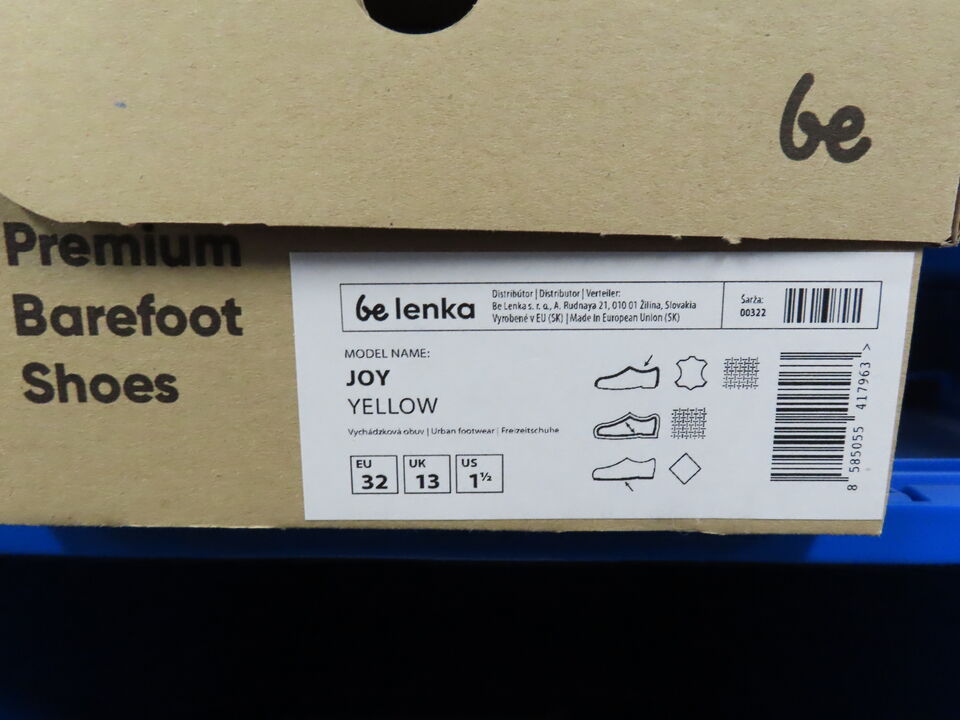 be
Premium
Barefoot
Shoes
be lenka
Distribútor | Distributor | Verteiler:
Be Lenka s. r. o., A. Rudnaya 21, 010 01 Žilina, Slovakia
Vyrobené v EU (SK) | Made in European Union (SK)
Šarža:
00322
MODEL NAME:
JOY
YELLOW
Vychádzková obuv | Urban footwear | Freizeitschuhe
EU
32
UK
13
US
1½
8 585055 417963 >